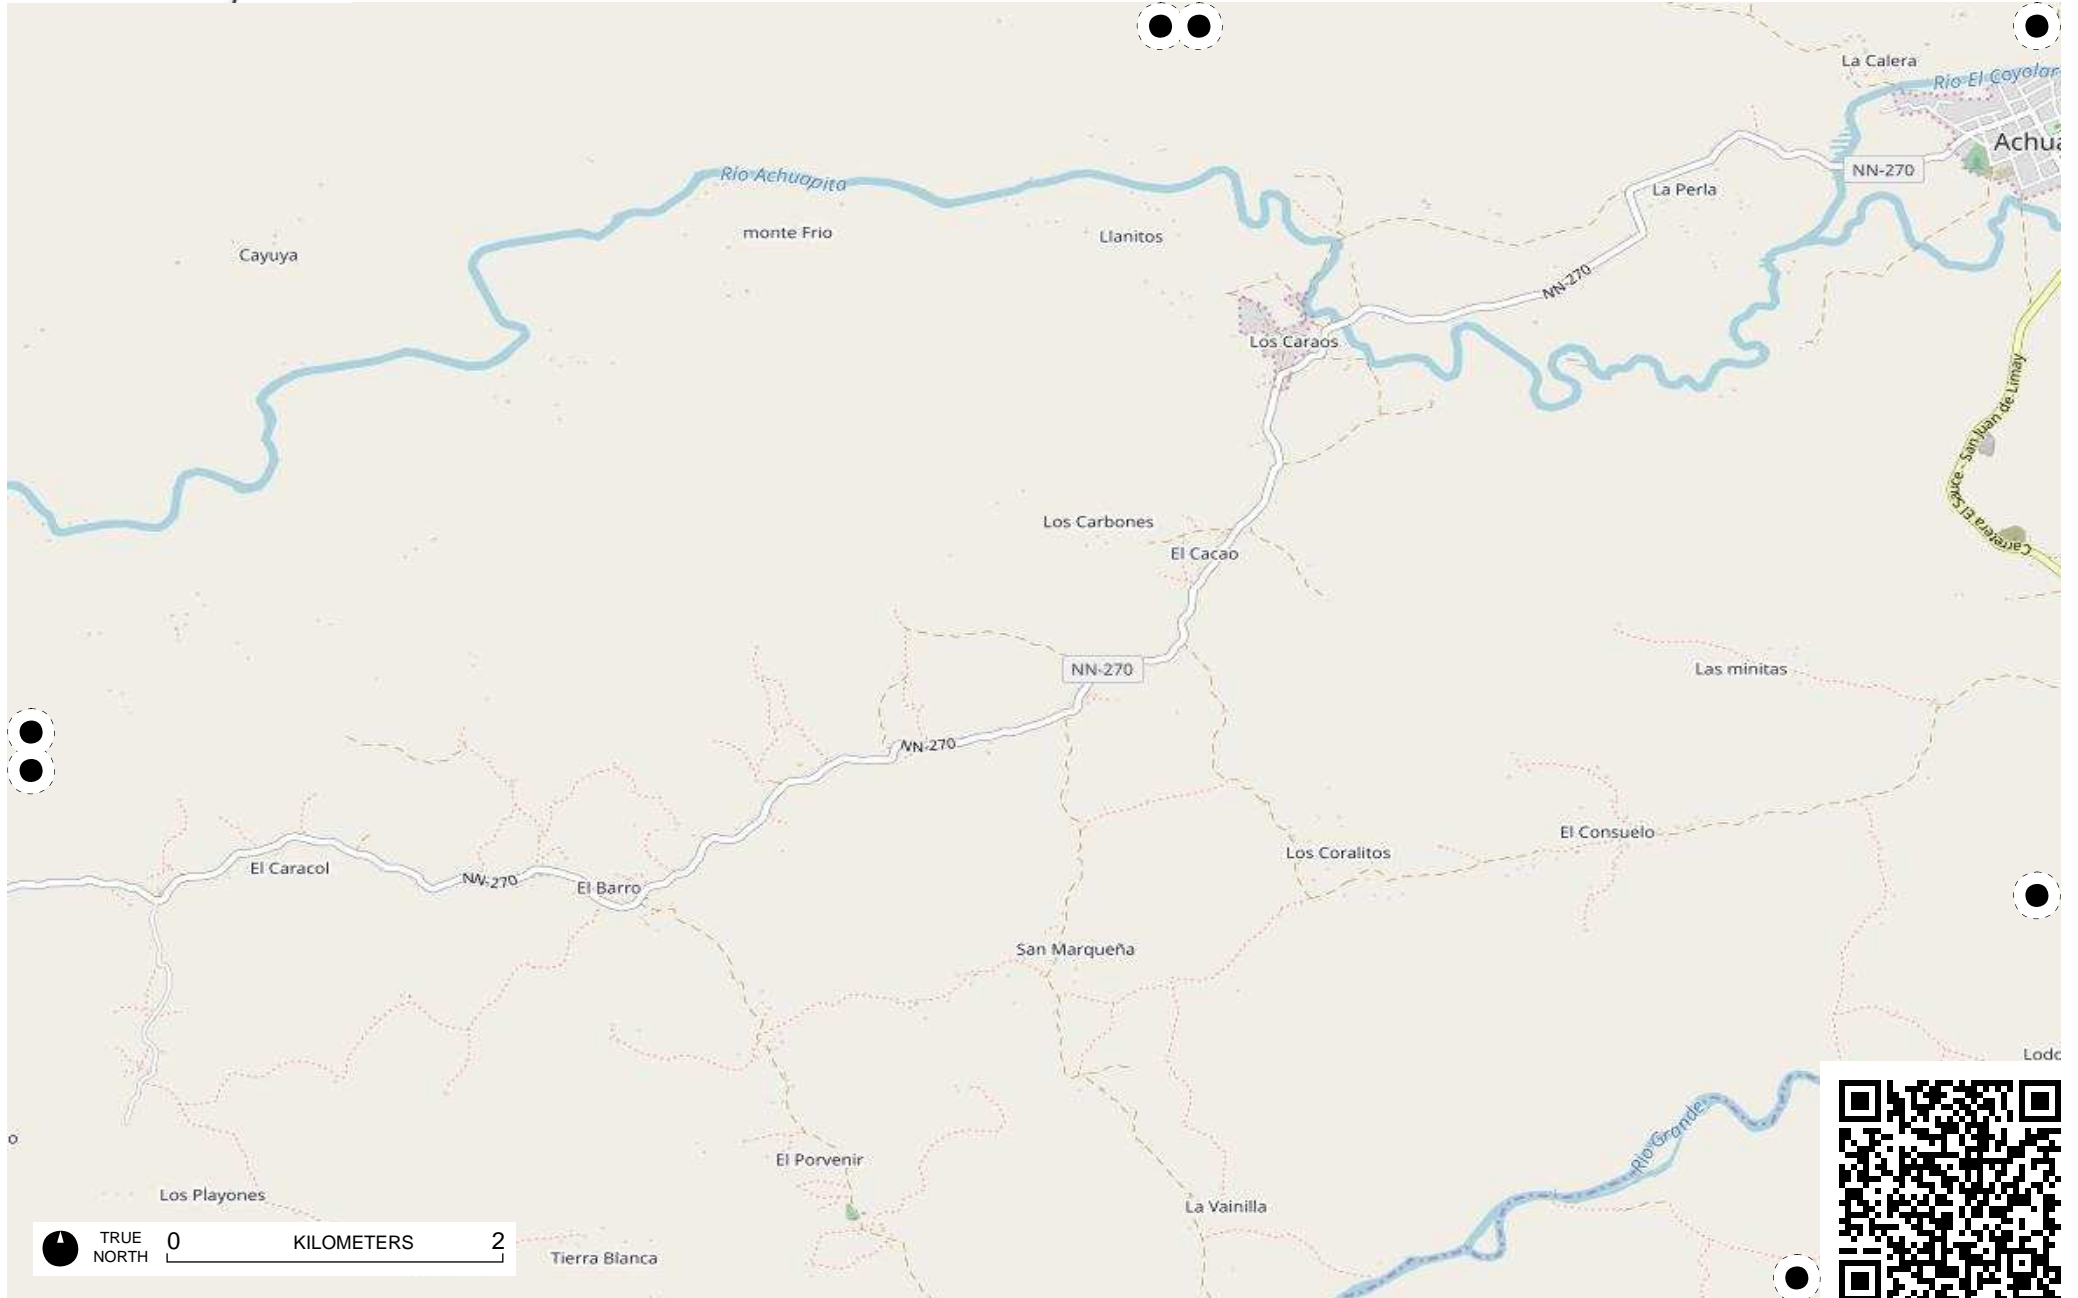 La Calera
Río El Coyolar
Achua
NN-270
Río Achuapita
La Perla
monte Frio
Llanitos
Cayuya
NN-270
Los Caraos
Carretera El Sauce - San Juan de Limay
Los Carbones
El Cacao
NN-270
Las minitas
NN-270
El Consuelo
Los Coralitos
El Caracol
NN-270
El Barro
San Marqueña
Lodo
Río Grande
o
El Porvenir
Los Playones
La Vainilla
TRUE NORTH
0 KILOMETERS 2
Tierra Blanca